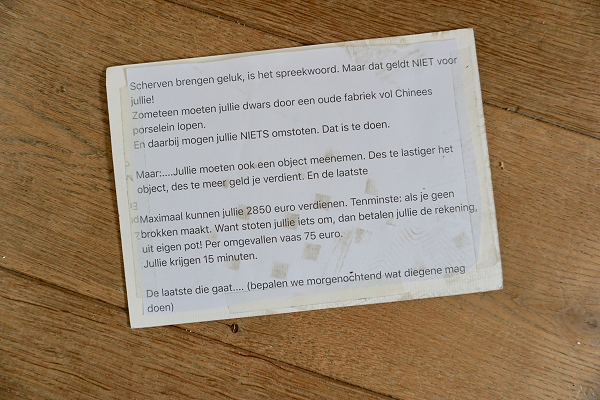 Scherven brengen geluk, is het spreekwoord. Maar dat geldt NIET voor
jullie!
Zometeen moeten jullie dwars door een oude fabriek vol Chinees
porselein lopen.
En daarbij mogen jullie NIETS omstoten. Dat is te doen.
Maar:....Jullie moeten ook een object meenemen. Des te lastiger het
object, des te meer geld je verdient. En de laatste
Maximaal kunnen jullie 2850 euro verdienen. Tenminste: als je geen
brokken maakt. Want stoten jullie iets om, dan betalen jullie de rekening,
uit eigen pot! Per omgevallen vaas 75 euro.
Jullie krijgen 15 minuten.
De laatste die gaat.... (bepalen we morgenochtend wat diegene mag
doen)